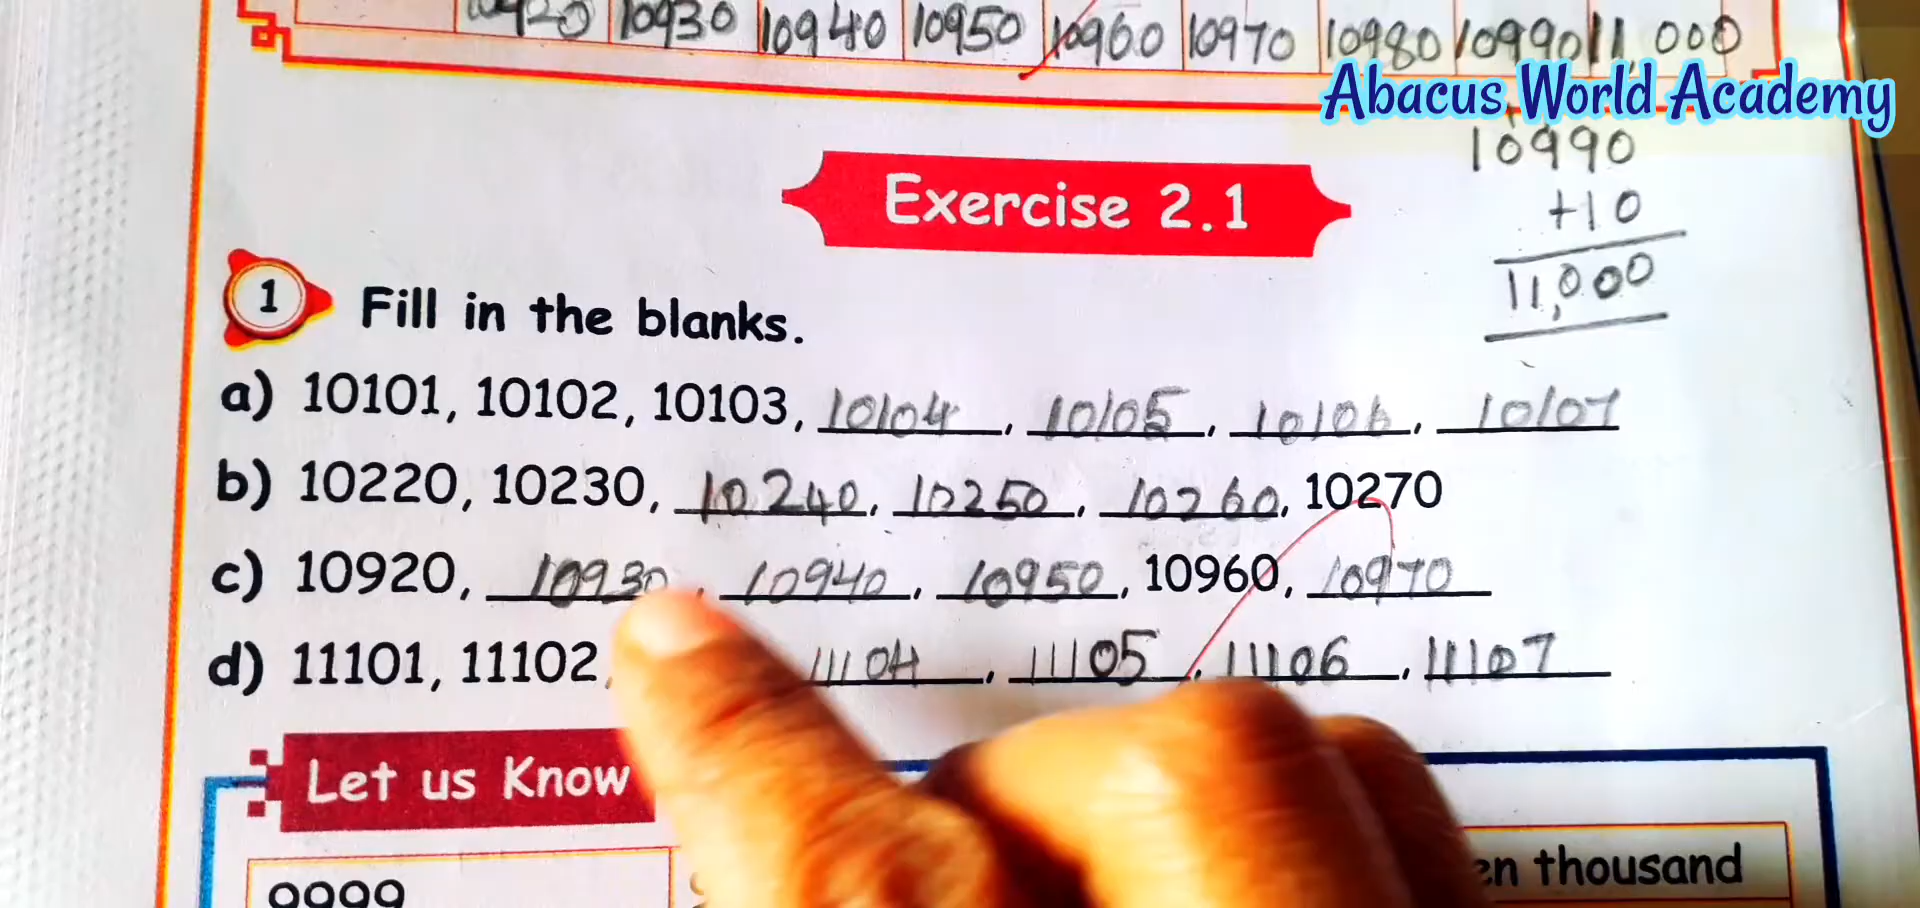 10920 10930 10940 10950 10960 10970 10980 10990 11,000
Abacus World Academy
10990
+10
11,000
Exercise 2.1
1 Fill in the blanks.
a) 10101, 10102, 10103, 10104, 10105, 10106, 10107
b) 10220, 10230, 10240, 10250, 10260, 10270
c) 10920, 10930, 10940, 10950, 10960, 10970
d) 11101, 11102, 11104, 11105, 11106, 11107
Let us Know
9999 thousand